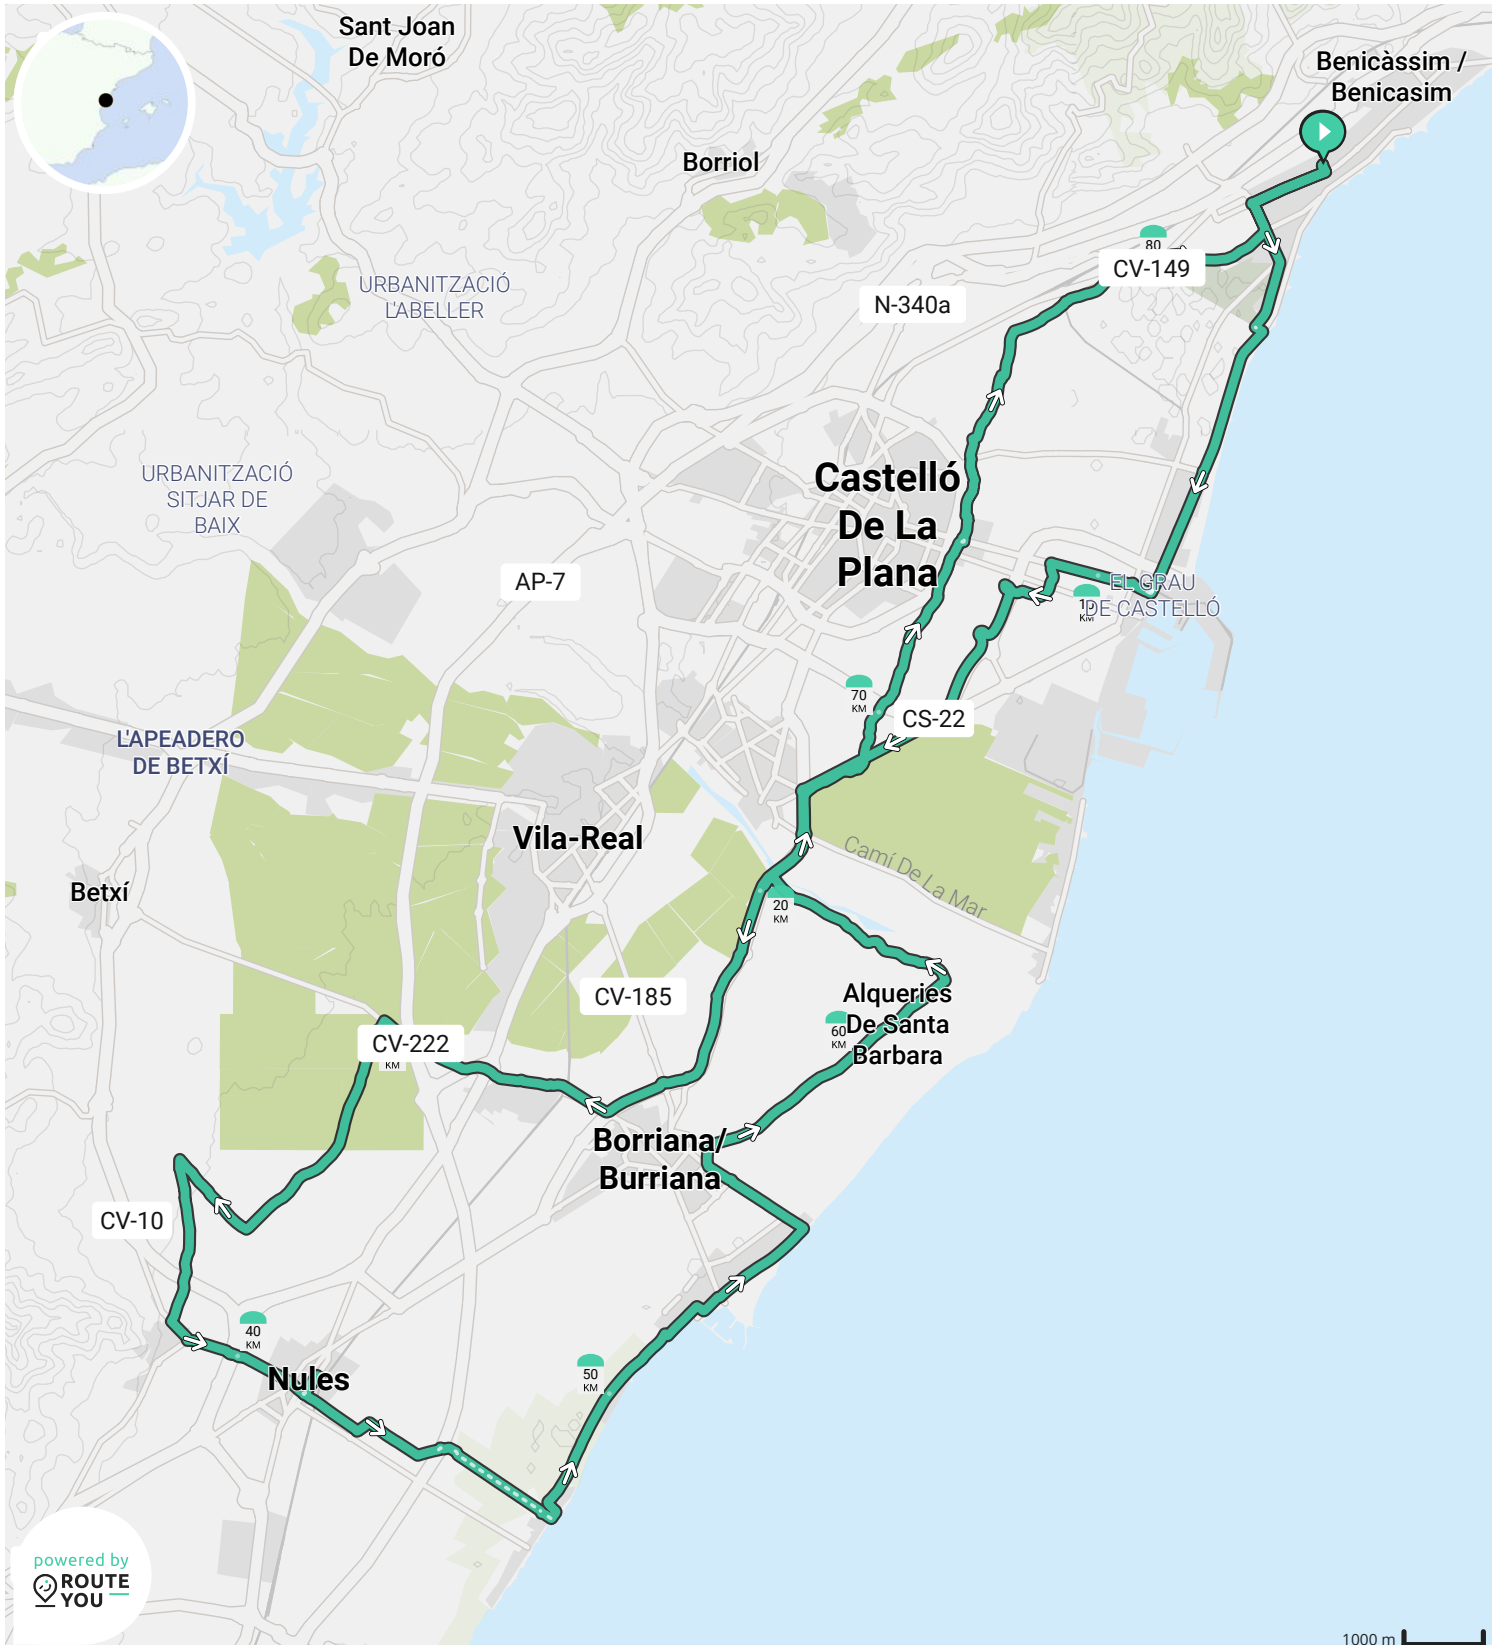 Sant Joan
De Moró
Benicàssim /
Benicasim
Borriol
80
CV-149
URBANITZACIÓ
L'ABELLER
N-340a
URBANITZACIÓ
SITJAR DE
BAIX
Castelló
De La
Plana
AP-7
EL GRAU
DE CASTELLÓ
10
KM
70
KM
CS-22
L'APEADERO
DE BETXÍ
Vila-Real
Camí De La Mar
Betxí
20
KM
CV-185
Alqueries
De Santa
Barbara
60
KM
CV-222
KM
Borriana/
Burriana
CV-10
40
KM
Nules
50
KM
powered by
ROUTE
YOU
1000 m